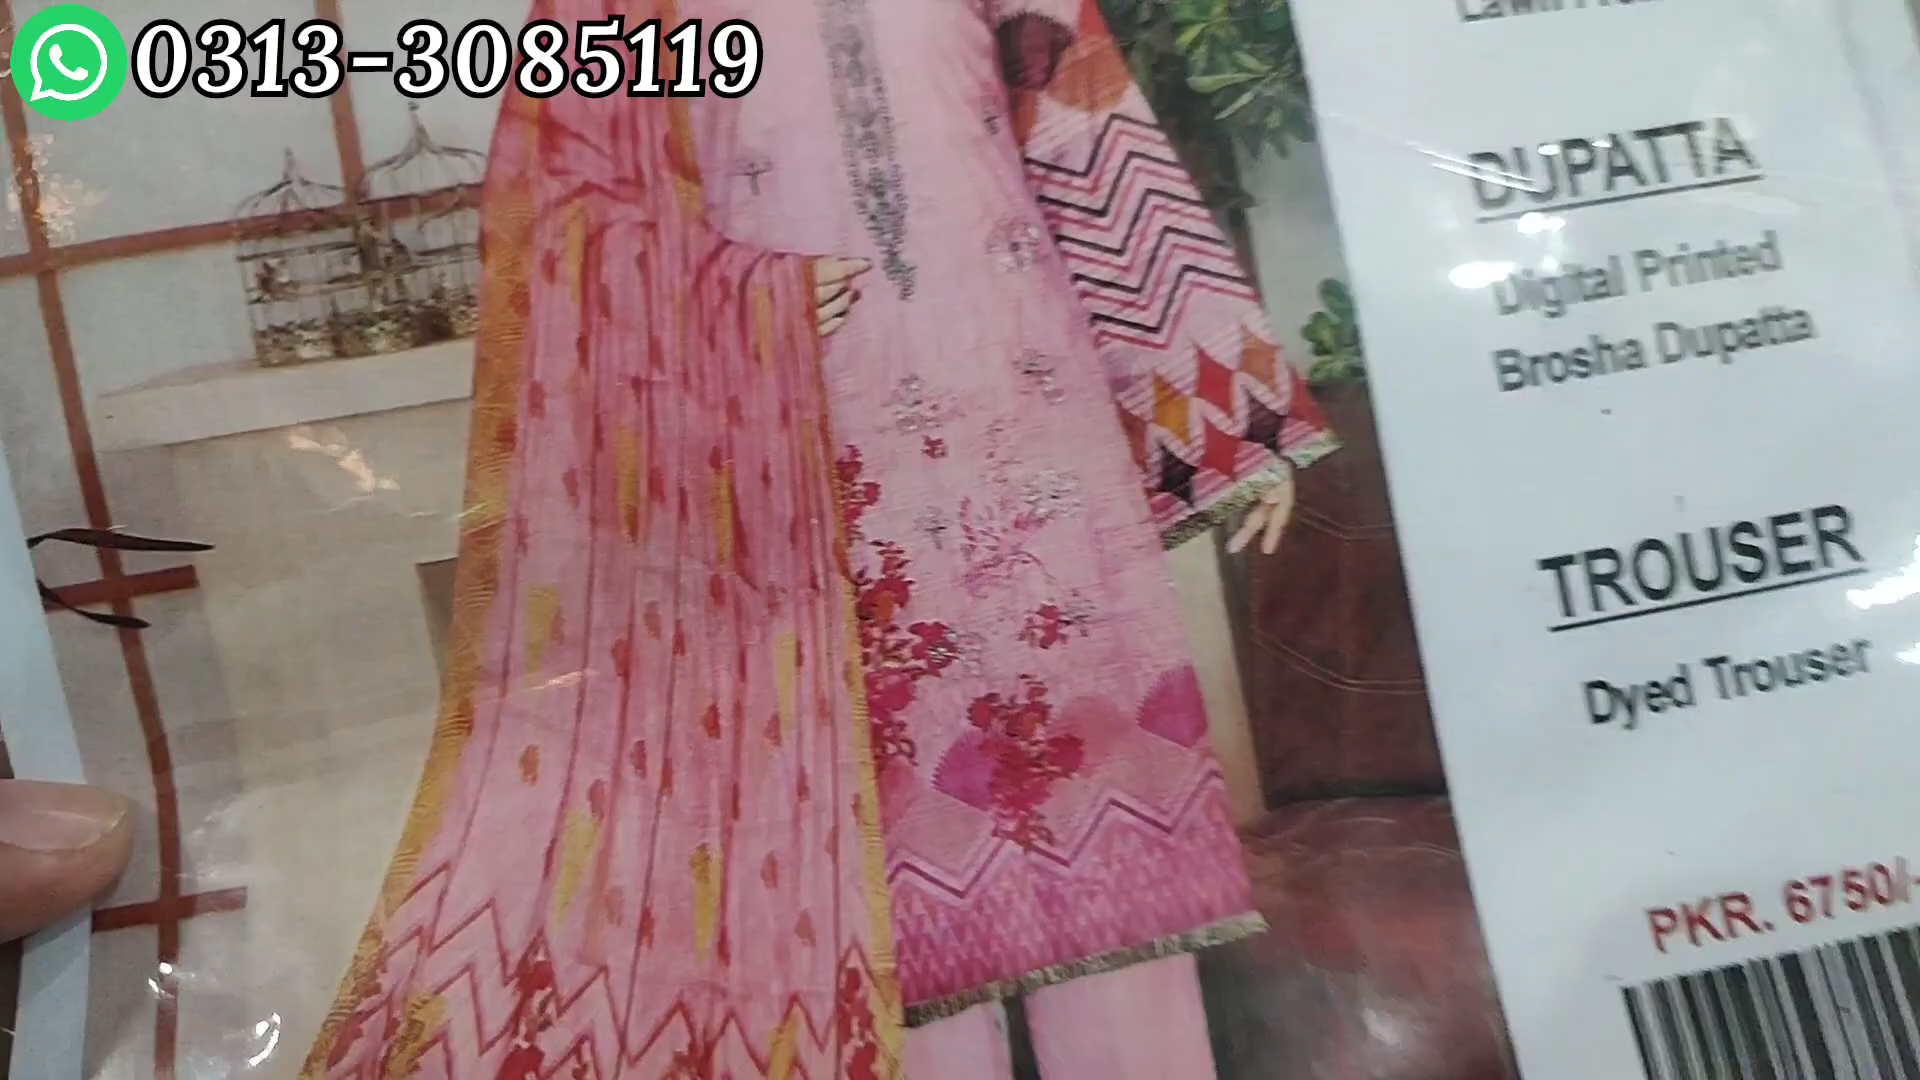 0313-3085119
DUPATTA
Digital Printed
Brosha Dupatta
TROUSER
Dyed Trouser
PKR. 6750/-